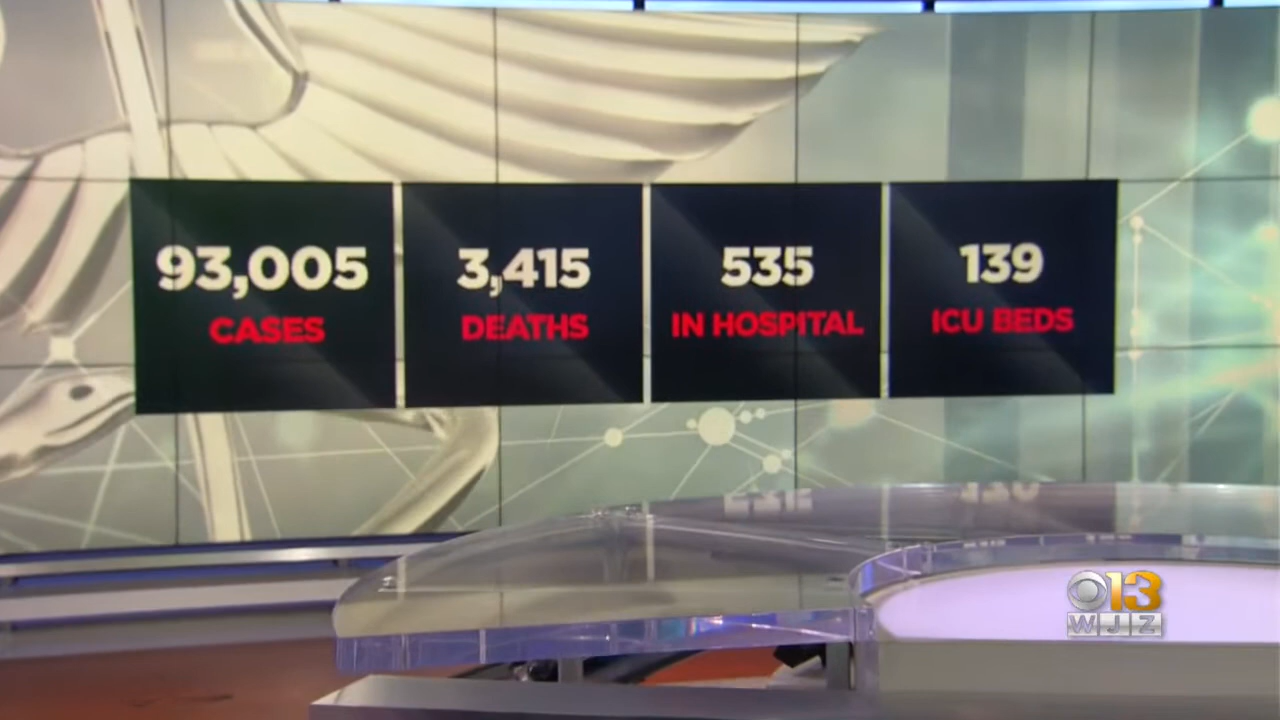 93,005
CASES
3,415
DEATHS
535
IN HOSPITAL
139
ICU BEDS
13
WJZ